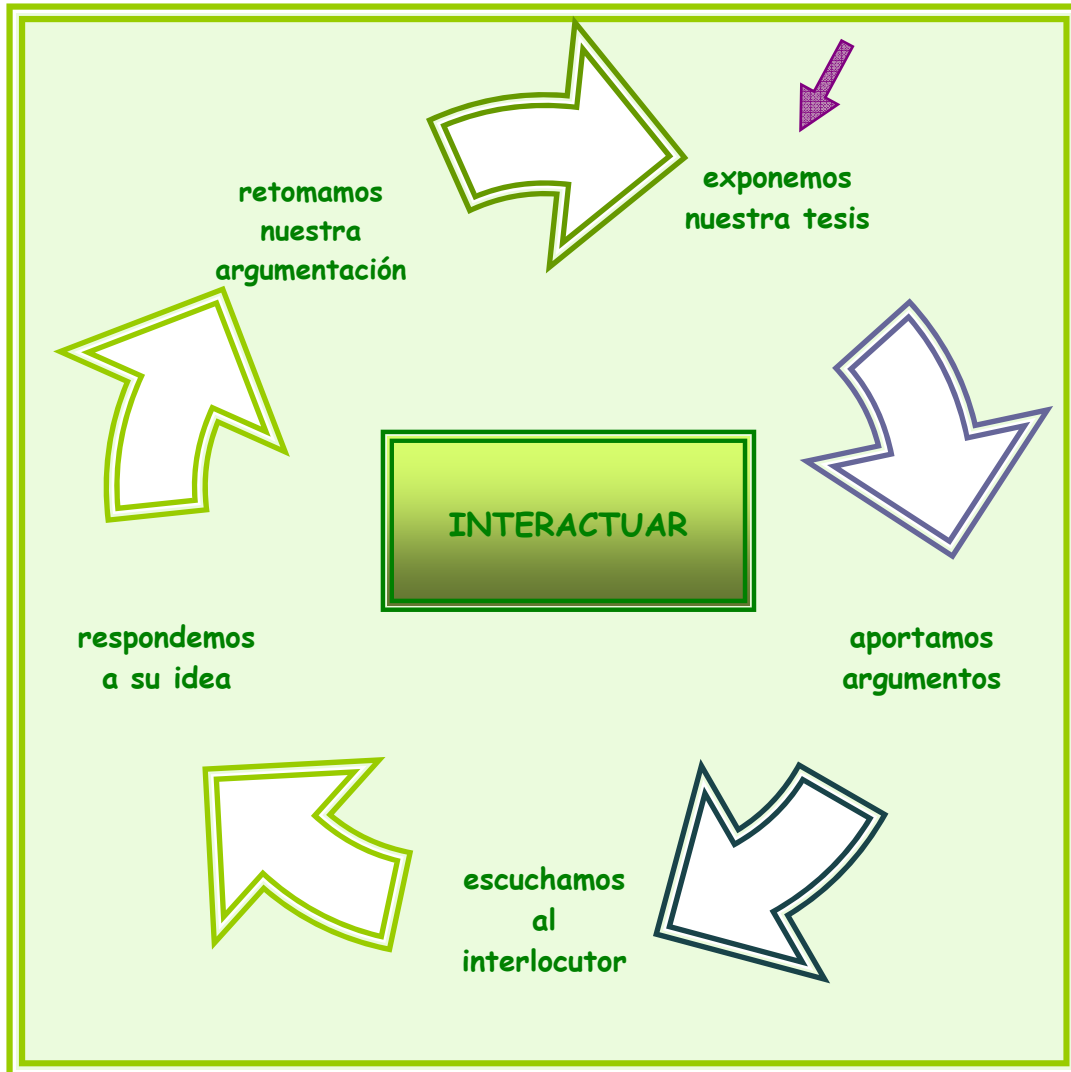 exponemos
nuestra tesis
aportamos
argumentos
escuchamos
al
interlocutor
respondemos
a su idea
retomamos
nuestra
argumentación
INTERACTUAR